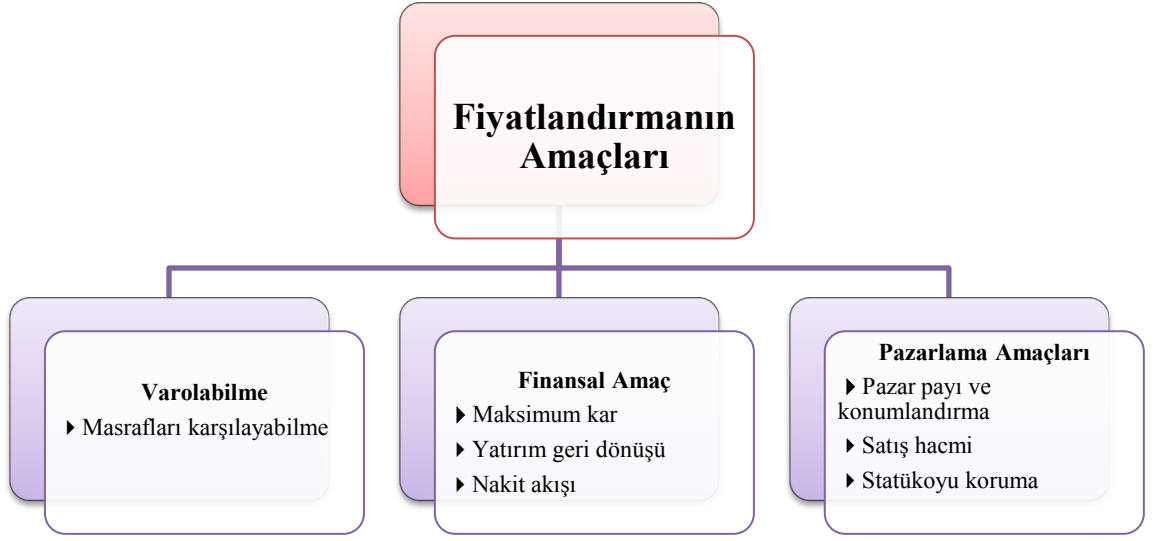 Fiyatlandırmanın
Amaçları
Varolabilme
Masrafları karşılayabilme
Finansal Amaç
Maksimum kar
Yatırım geri dönüşü
Nakit akışı
Pazarlama Amaçları
Pazar payı ve
konumlandırma
Satış hacmi
Statükoyu koruma